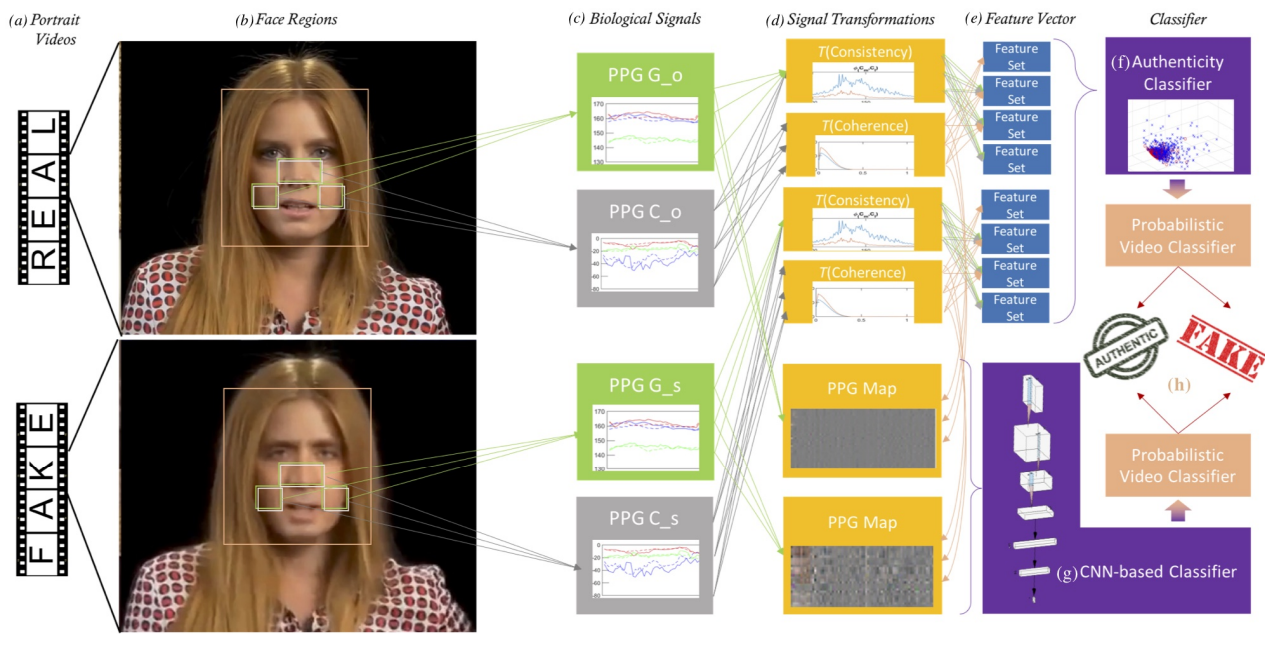 (a) Portrait
Videos
(b) Face Regions
(c) Biological Signals
(d) Signal Transformations
(e) Feature Vector
Classifier
REAL
FAKE
PPG G_o
170
160
150
140
130
PPG C_o
0
-20
-40
-60
-80
PPG G_s
170
160
150
140
130
PPG C_s
0
-20
-40
-60
-80
T(Consistency)
T(Coherence)
0
0.5
1
T(Consistency)
T(Coherence)
0
0.5
1
PPG Map
PPG Map
Feature
Set
Feature
Set
Feature
Set
Feature
Set
Feature
Set
Feature
Set
Feature
Set
Feature
Set
(f) Authenticity
Classifier
Probabilistic
Video Classifier
AUTHENTIC
FAKE
(h)
Probabilistic
Video Classifier
(g) CNN-based Classifier